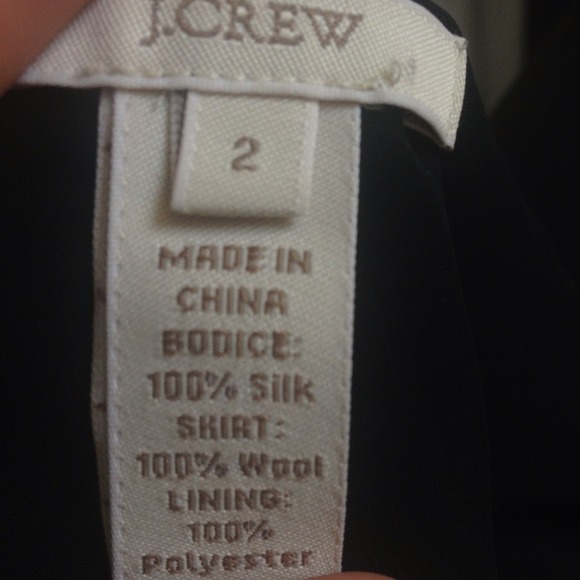 J.CREW
2
MADE IN
CHINA
BODICE:
100% Silk
SKIRT:
100% Wool
LINING:
100%
Polyester